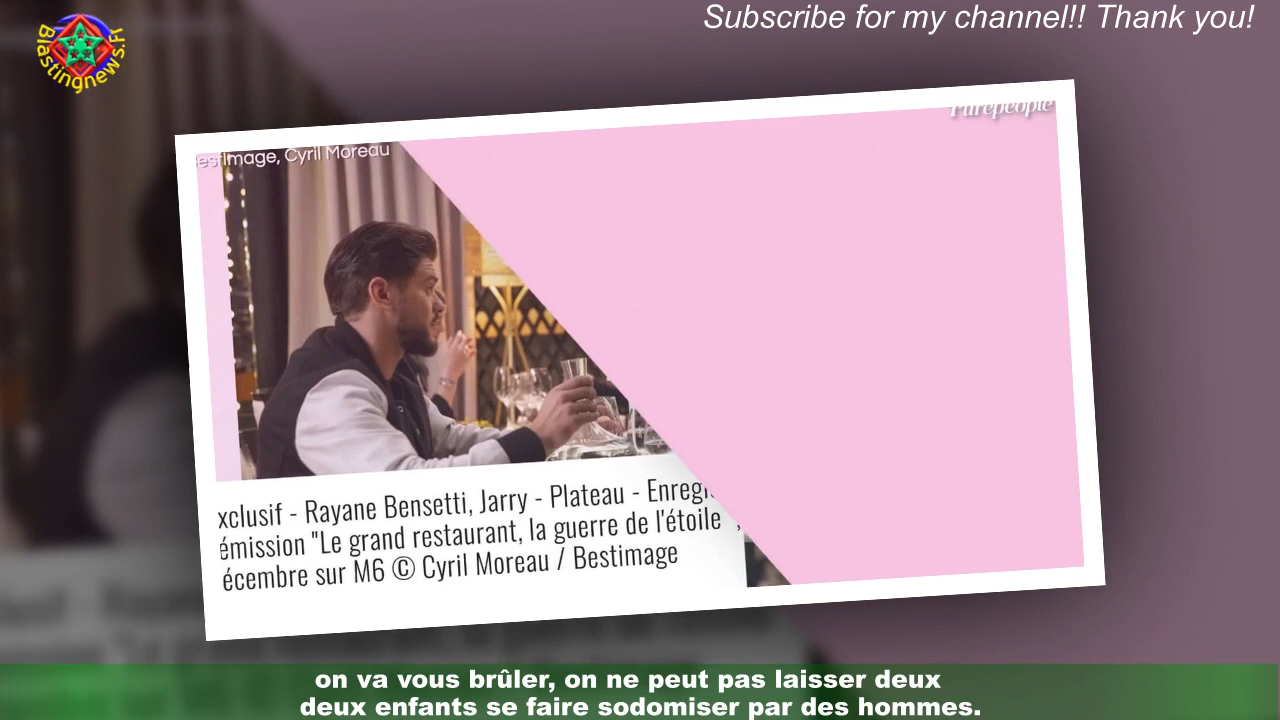 Subscribe for my channel!! Thank you!
Blastingnews.Fr
Purepeople
estImage, Cyril Moreau
xclusif - Rayane Bensetti, Jarry - Plateau - Enregi
émission "Le grand restaurant, la guerre de l'étoile" ,
écembre sur M6 © Cyril Moreau / Bestimage
on va vous brûler, on ne peut pas laisser deux
deux enfants se faire sodomiser par des hommes.